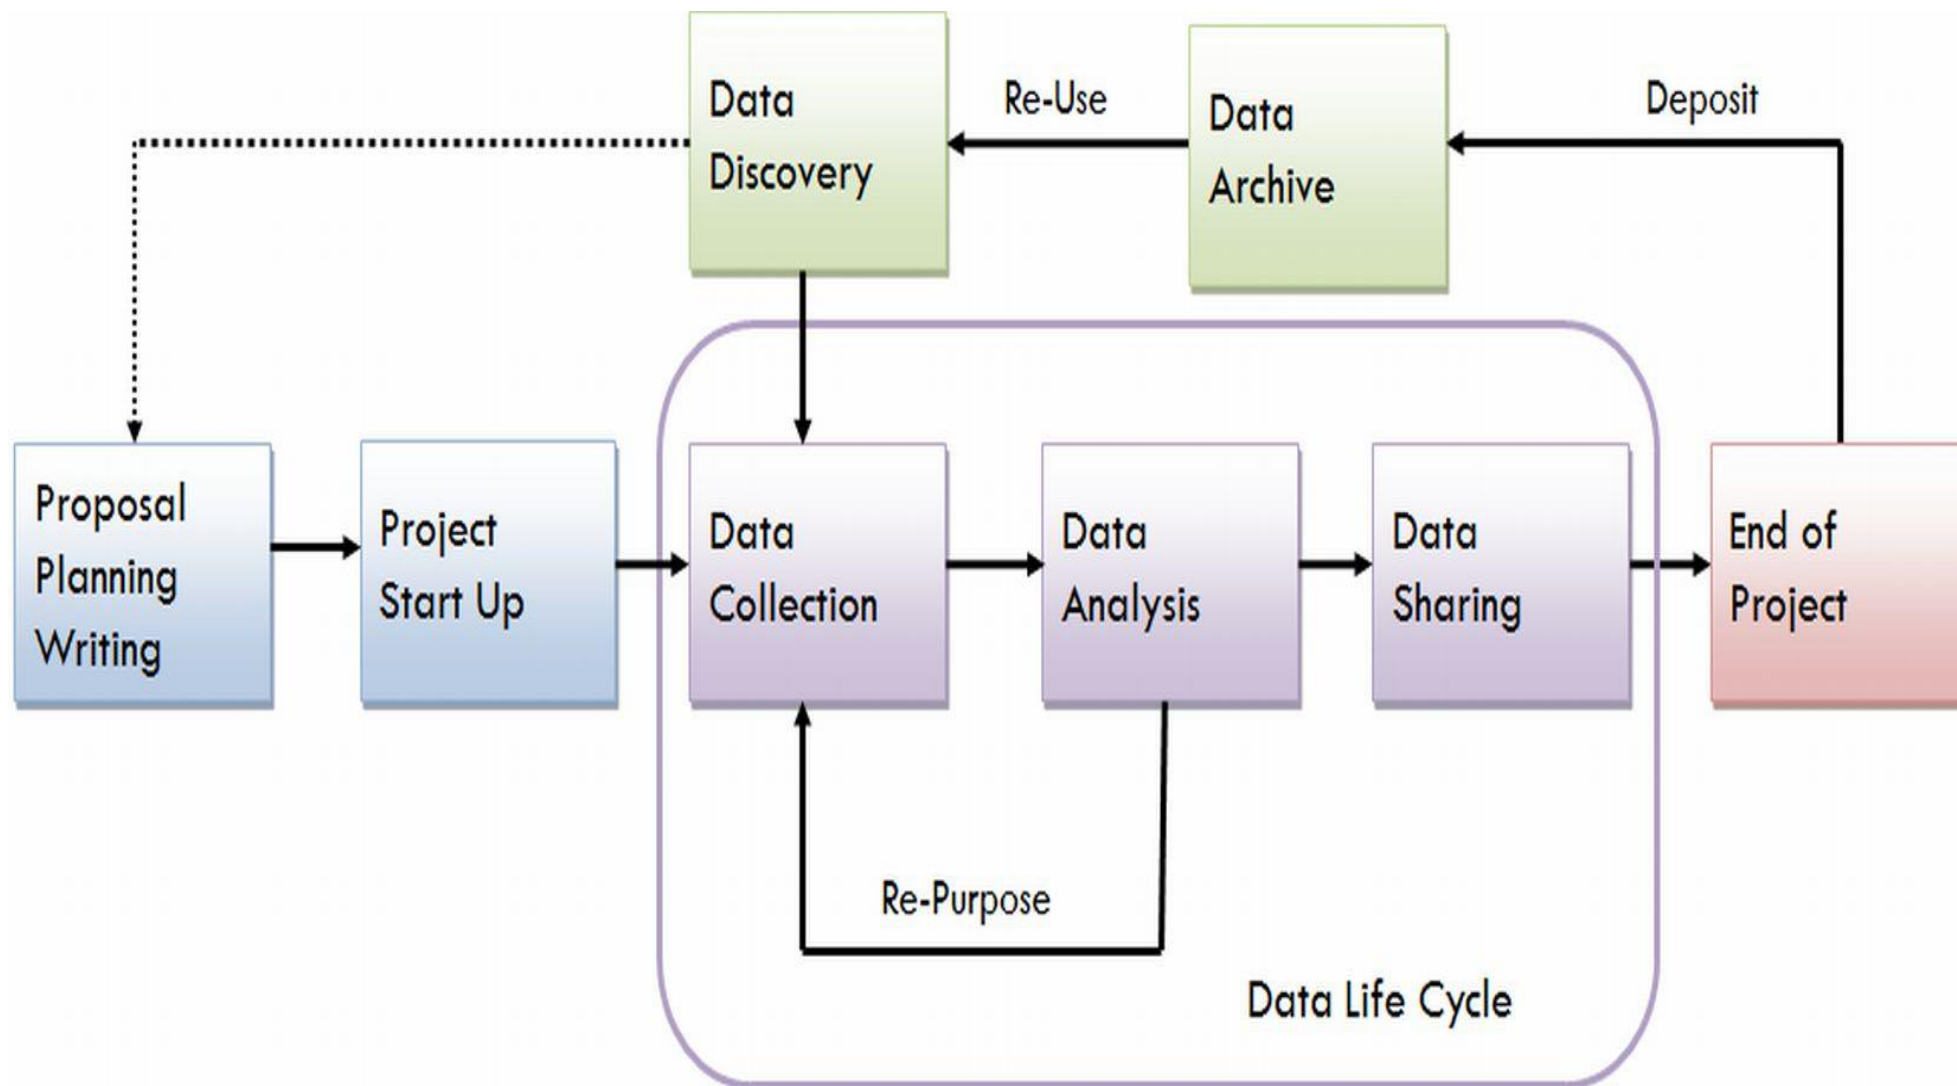 Data
Discovery
Re-Use
Data
Archive
Deposit
Proposal
Planning
Writing
Project
Start Up
Data
Collection
Data
Analysis
Data
Sharing
End of
Project
Re-Purpose
Data Life Cycle